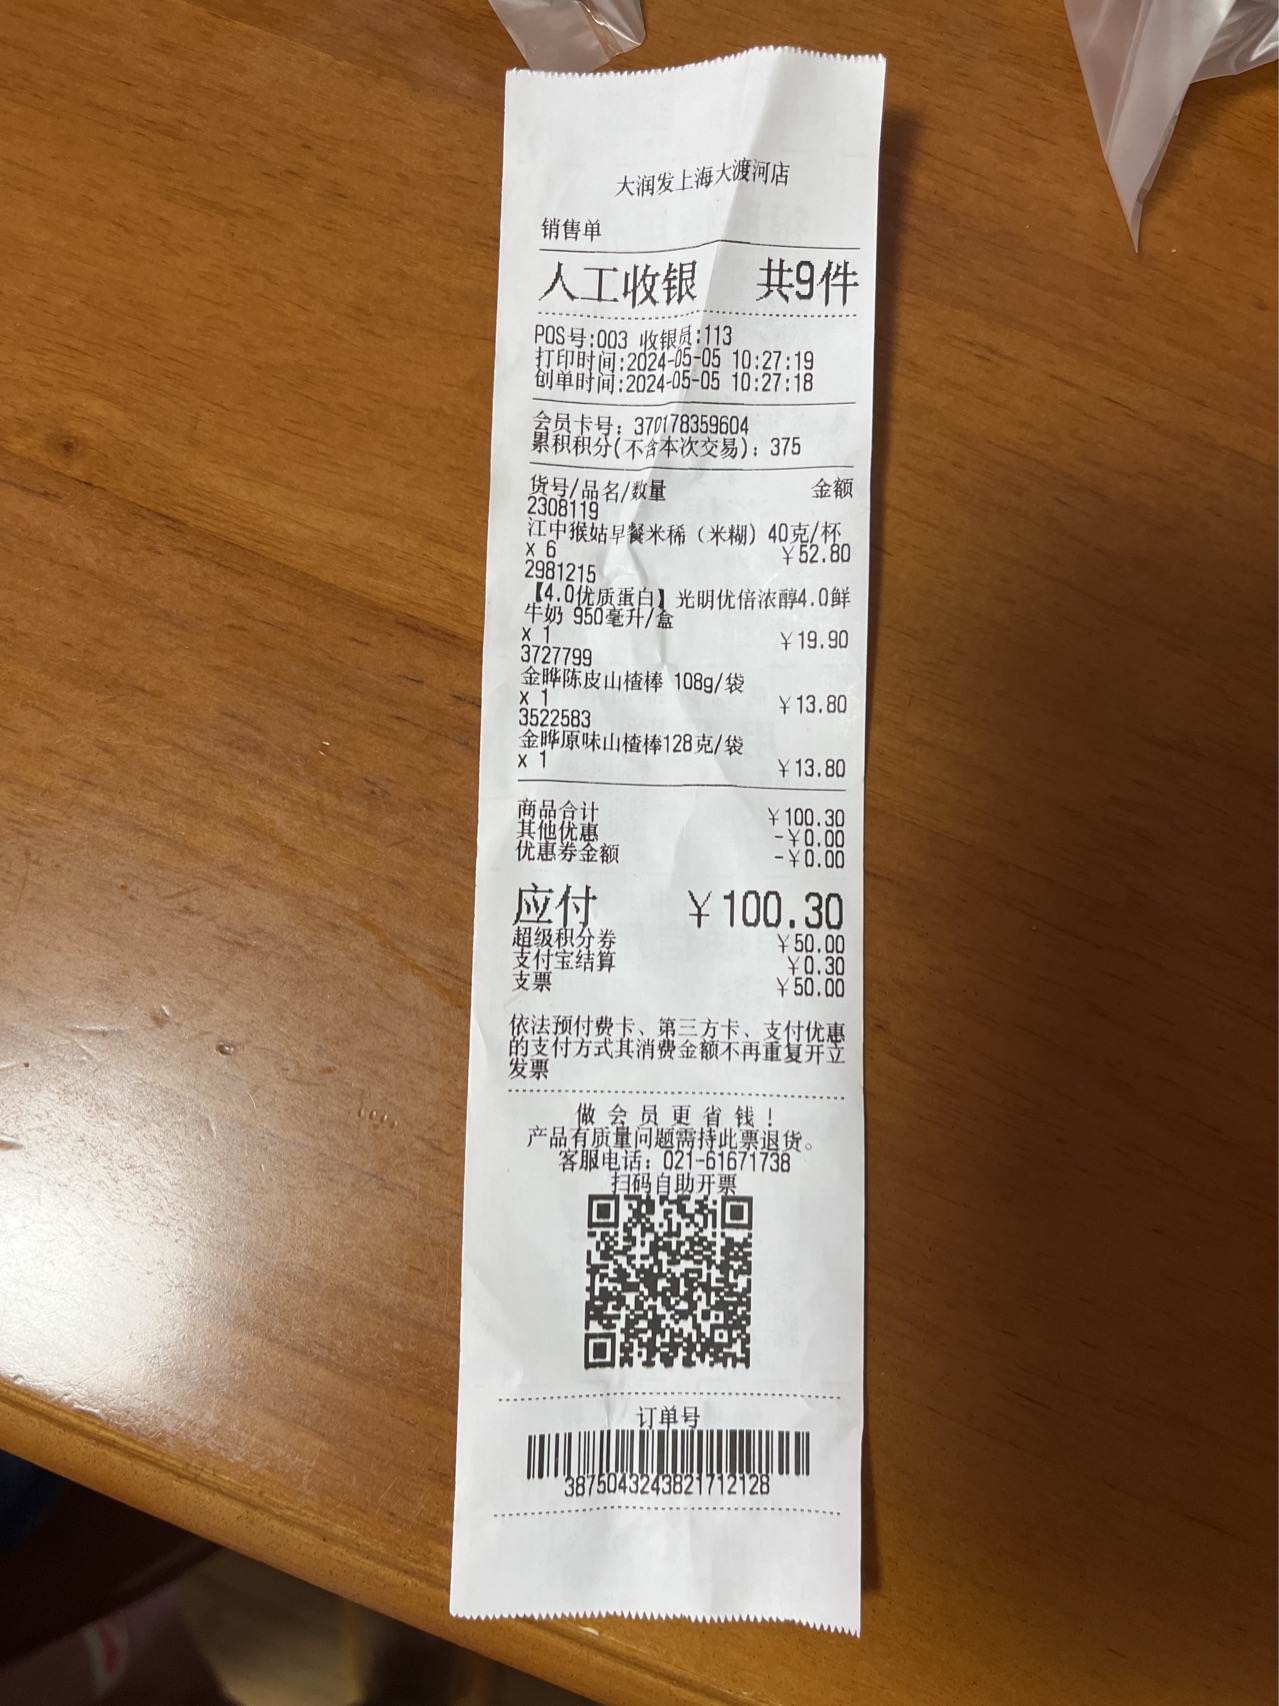 大润发上海大渡河店
销售单
人工收银 共9件
POS号:003 收银员:113
打印时间:2024-05-05 10:27:19
创单时间:2024-05-05 10:27:18
会员卡号: 370178359604
累积积分(不含本次交易): 375
货号/品名/数量 金额
2308119
江中猴姑早餐米稀（米糊）40克/杯
x 6 ￥52.80
2981215
【4.0优质蛋白】光明优倍浓醇4.0鲜
牛奶 950毫升/盒
x 1 ￥19.90
3727799
金晔陈皮山楂棒 108g/袋
x 1 ￥13.80
3522583
金晔原味山楂棒128克/袋
x 1 ￥13.80
商品合计 ￥100.30
其他优惠 -￥0.00
优惠券金额 -￥0.00
应付 ￥100.30
超级积分券 ￥50.00
支付宝结算 ￥0.30
支票 ￥50.00
依法预付费卡、第三方卡、支付优惠
的支付方式其消费金额不再重复开立
发票
做会员更省钱！
产品有质量问题需持此票退货。
客服电话: 021-61671738
扫码自助开票
订单号
3875043243821712128